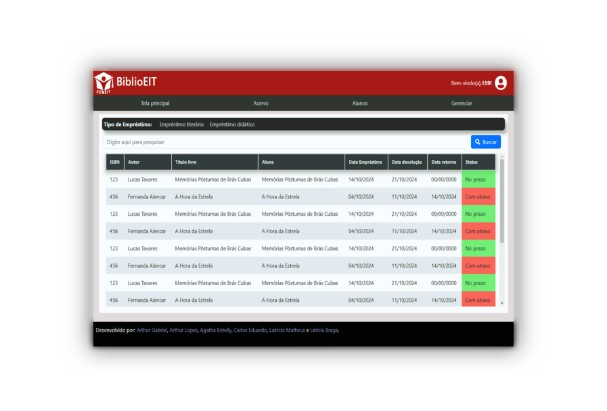 BiblioEIT
Bem-vindo(a), 159!
Tela principal Acervo Alunos Gerenciar
Tipo de Empréstimo: Empréstimo literário Empréstimo didático
Digite aqui para pesquisar Buscar
ISBN Autor Título livro Aluno Data Empréstimo Data devolução Data retorno Status
123 Lucas Tavares Memórias Póstumas de Brás Cubas Memórias Póstumas de Brás Cubas 14/10/2024 21/10/2024 00/00/0000 No prazo
456 Fernanda Alencar A Hora da Estrela A Hora da Estrela 04/10/2024 11/10/2024 14/10/2024 Com atraso
123 Lucas Tavares Memórias Póstumas de Brás Cubas Memórias Póstumas de Brás Cubas 14/10/2024 21/10/2024 00/00/0000 No prazo
456 Fernanda Alencar A Hora da Estrela A Hora da Estrela 04/10/2024 11/10/2024 14/10/2024 Com atraso
123 Lucas Tavares Memórias Póstumas de Brás Cubas Memórias Póstumas de Brás Cubas 14/10/2024 21/10/2024 00/00/0000 No prazo
456 Fernanda Alencar A Hora da Estrela A Hora da Estrela 04/10/2024 11/10/2024 14/10/2024 Com atraso
123 Lucas Tavares Memórias Póstumas de Brás Cubas Memórias Póstumas de Brás Cubas 14/10/2024 21/10/2024 00/00/0000 No prazo
456 Fernanda Alencar A Hora da Estrela A Hora da Estrela 04/10/2024 11/10/2024 14/10/2024 Com atraso
Desenvolvido por: Arthur Gabriel, Arthur Lopes, Agatha Ketelly, Carlos Eduardo, Laércio Matheus e Letícia Braga.